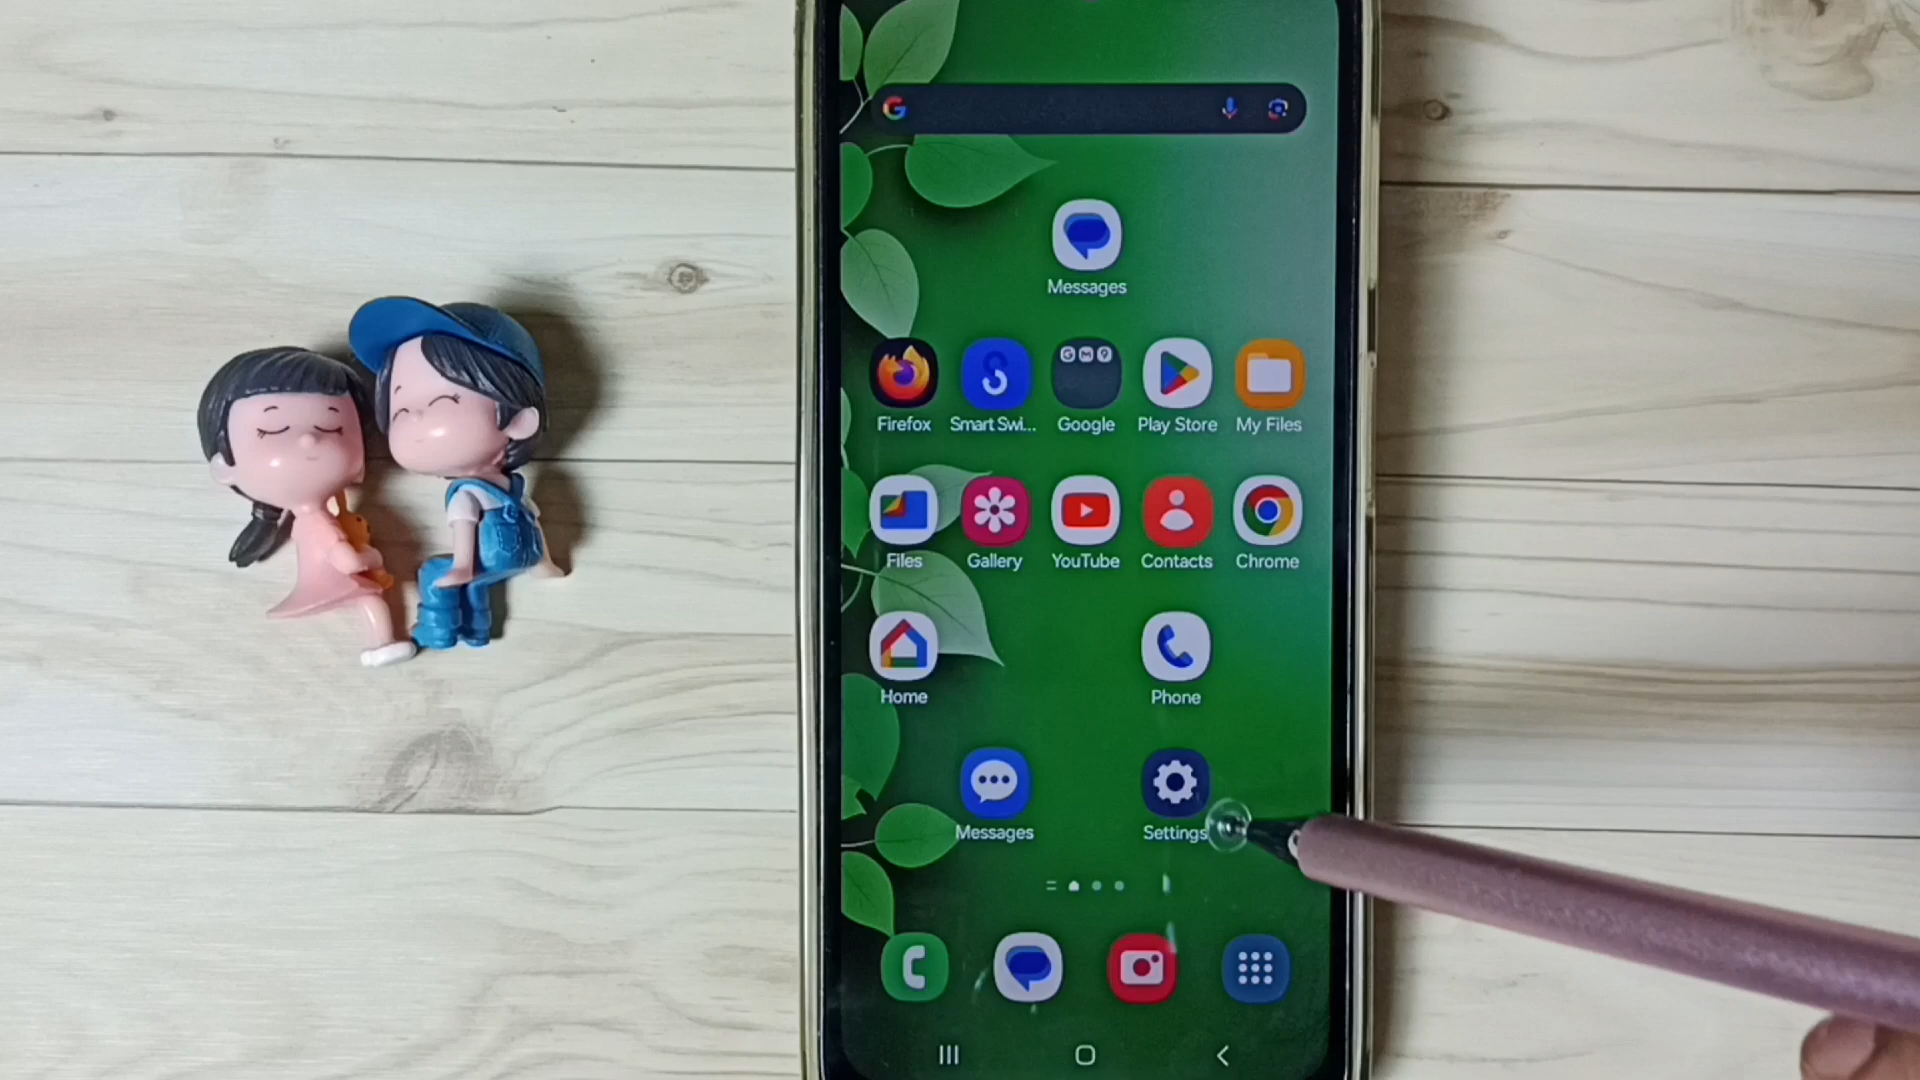 Messages
Firefox Smart Swi... Google Play Store My Files
Files Gallery YouTube Contacts Chrome
Home Phone
Messages Settings